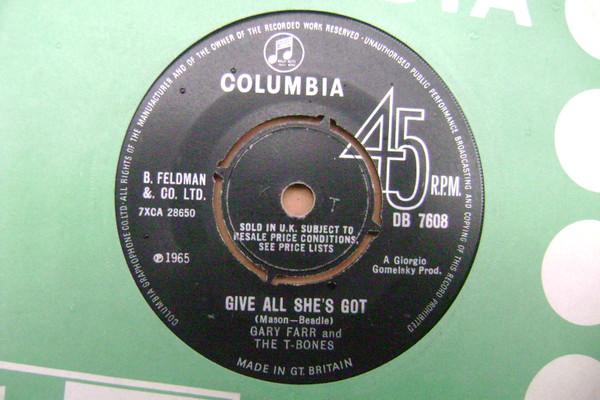 ALL RIGHTS OF THE MANUFACTURER AND OF THE OWNER OF THE RECORDED WORK RESERVED · UNAUTHORISED PUBLIC PERFORMANCE BROADCASTING AND COPYING OF THIS RECORD PROHIBITED
COLUMBIA GRAPHOPHONE CO. LTD.
COLUMBIA
45 R.P.M.
B. FELDMAN
&. CO. LTD.
7XCA 28650
DB 7608
K T
SOLD IN U.K. SUBJECT TO
RESALE PRICE CONDITIONS,
SEE PRICE LISTS
℗ 1965
A Giorgio
Gomelsky Prod.
GIVE ALL SHE'S GOT
(Mason—Beadle)
GARY FARR and
THE T-BONES
MADE IN GT. BRITAIN